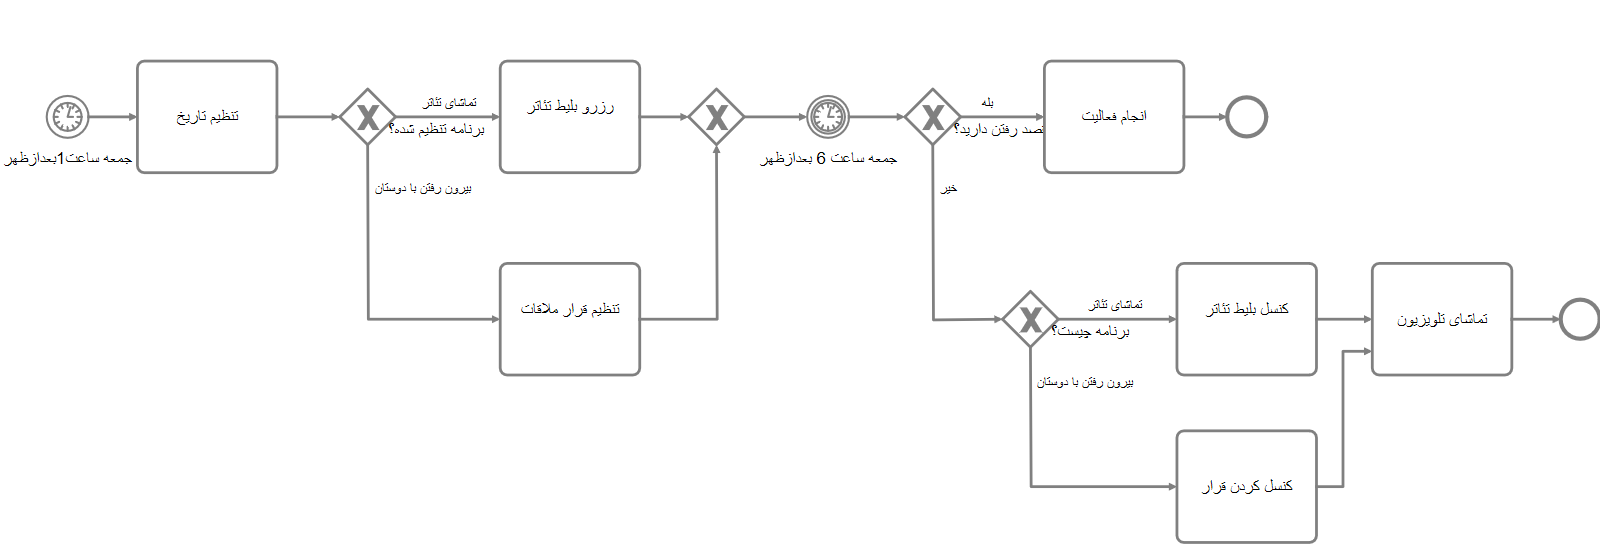 جمعه ساعت1بعدازظهر
تنظیم تاریخ
برنامه تنظیم شده؟
تماشای تئاتر
رزرو بلیط تئاتر
بیرون رفتن با دوستان
تنظیم قرار ملاقات
جمعه ساعت 6 بعدازظهر
قصد رفتن دارید؟
بله
انجام فعالیت
خیر
برنامه چیست؟
تماشای تئاتر
کنسل بلیط تئاتر
بیرون رفتن با دوستان
کنسل کردن قرار
تماشای تلویزیون